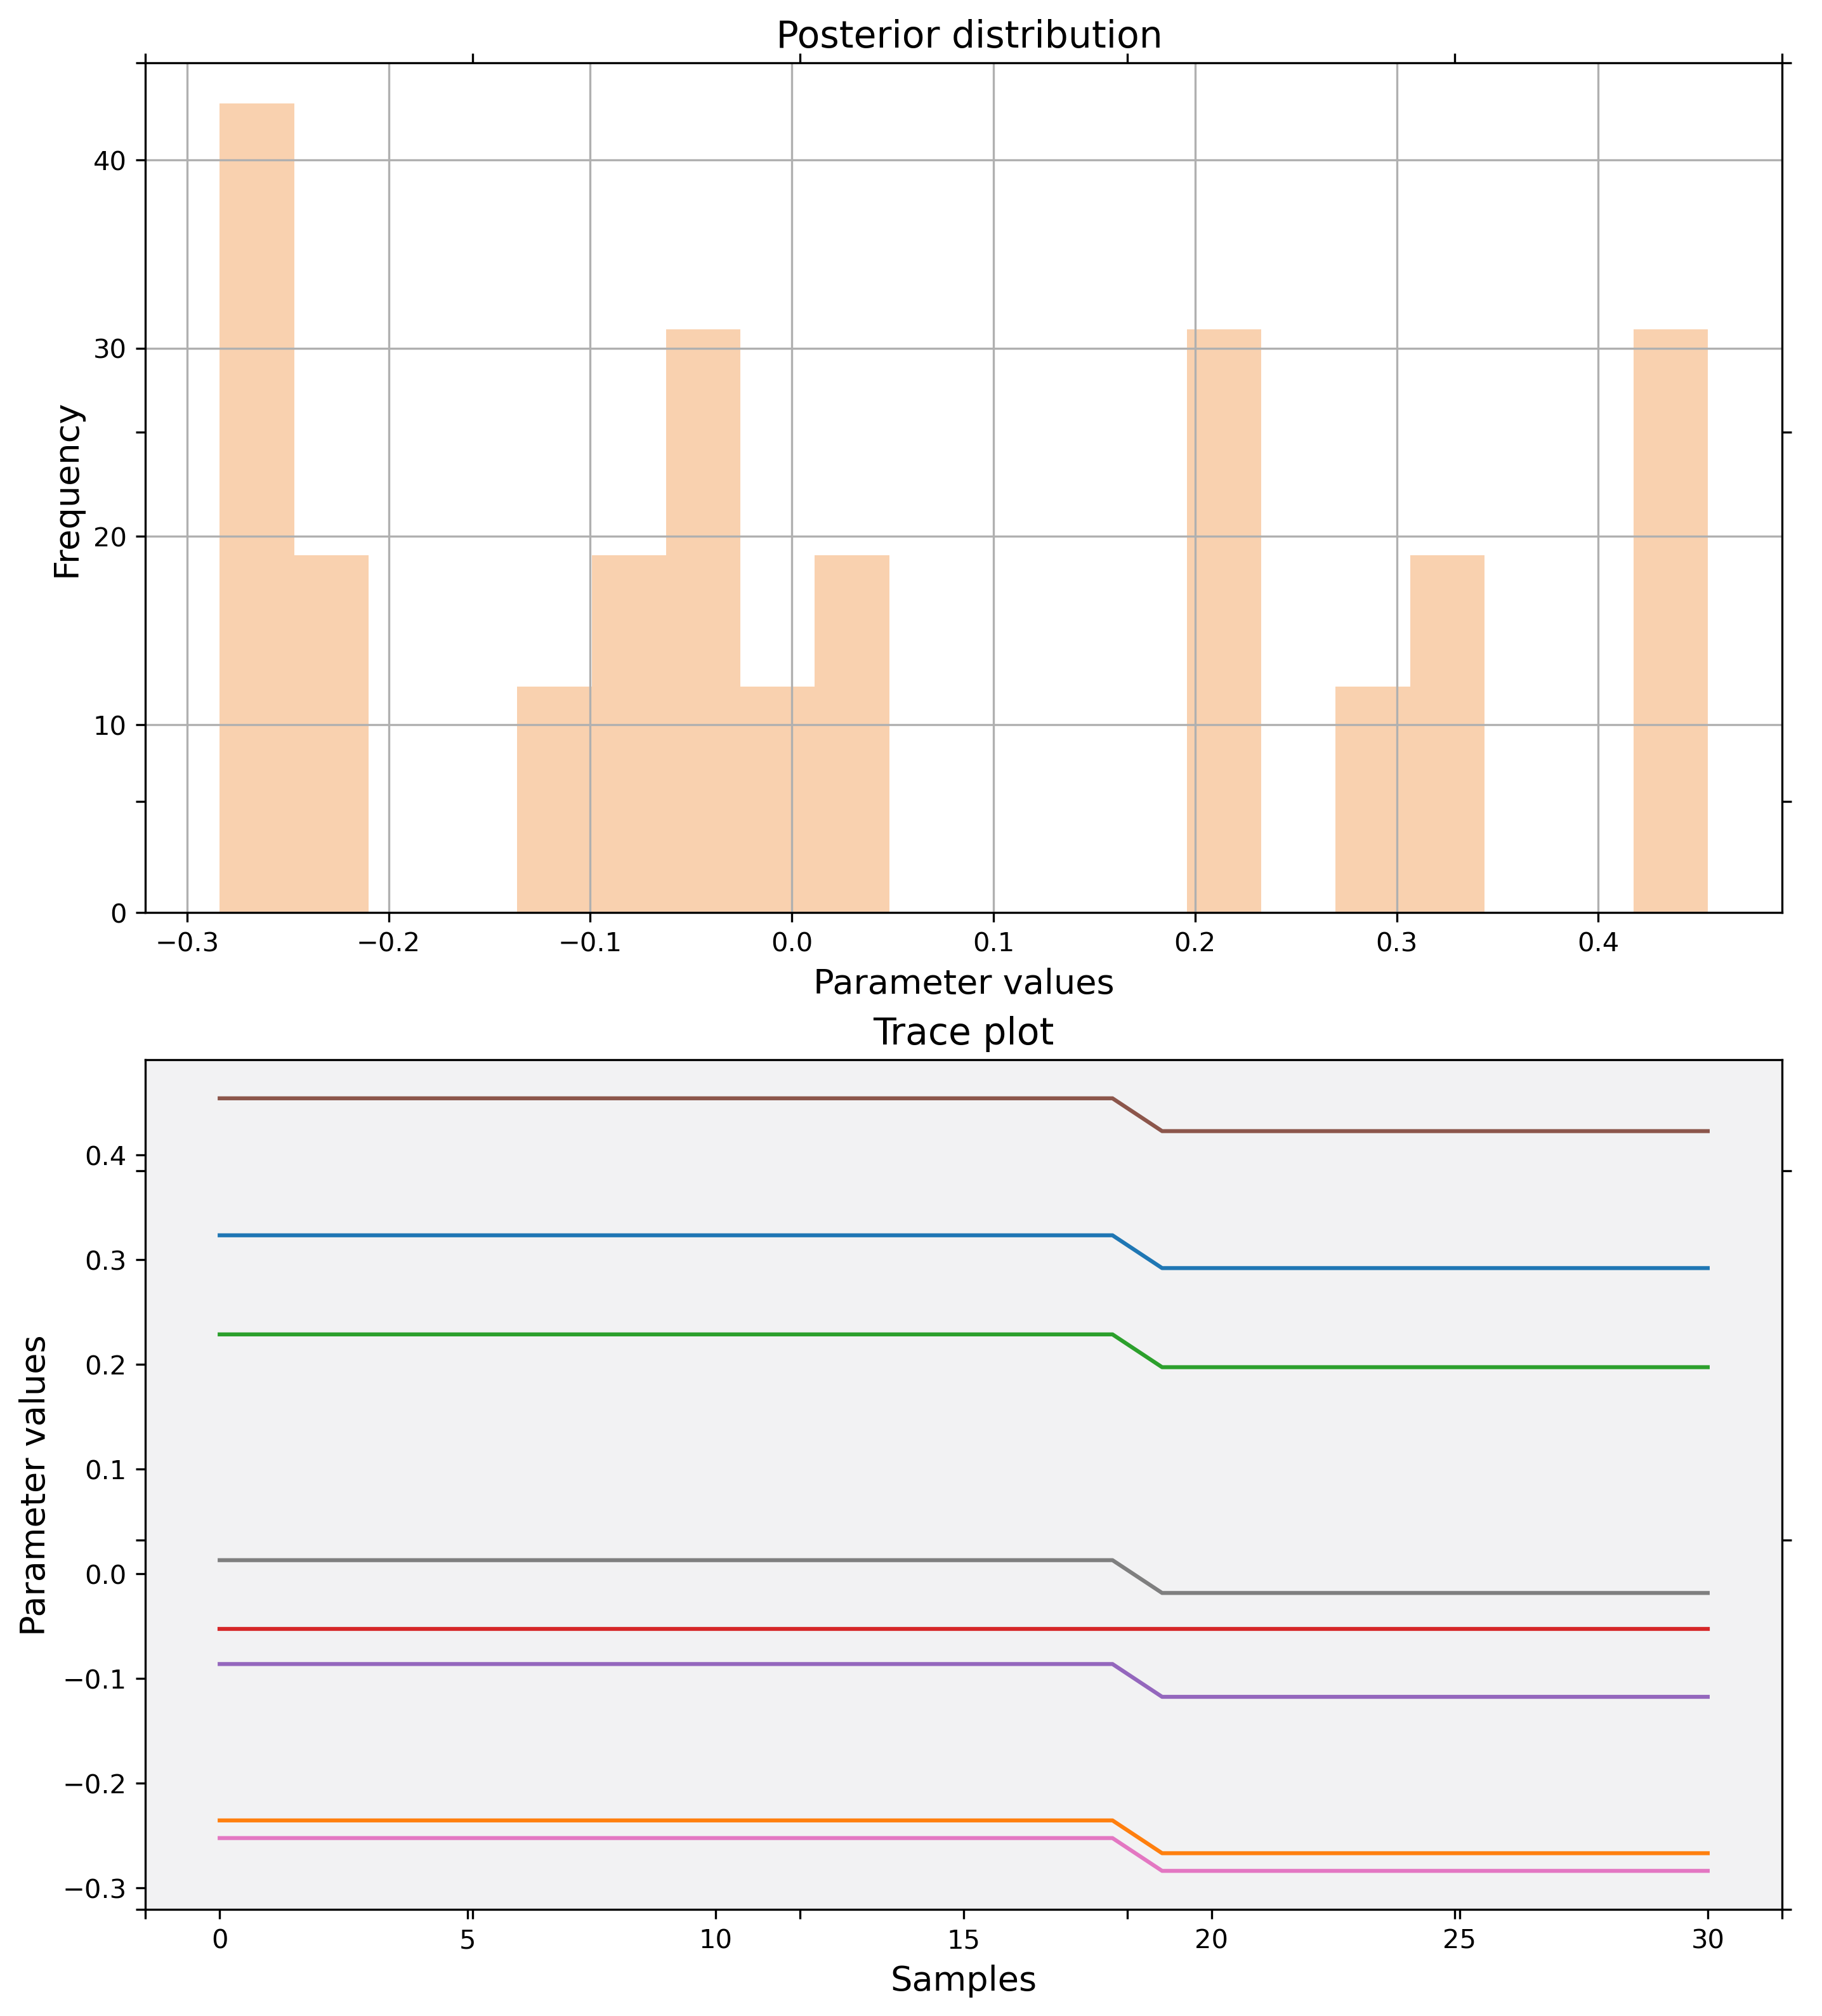 Posterior distribution
40
30
20
10
0
Frequency
−0.3 −0.2 −0.1 0.0 0.1 0.2 0.3 0.4
Parameter values
Trace plot
0.4
0.3
0.2
0.1
0.0
−0.1
−0.2
−0.3
Parameter values
0 5 10 15 20 25 30
Samples